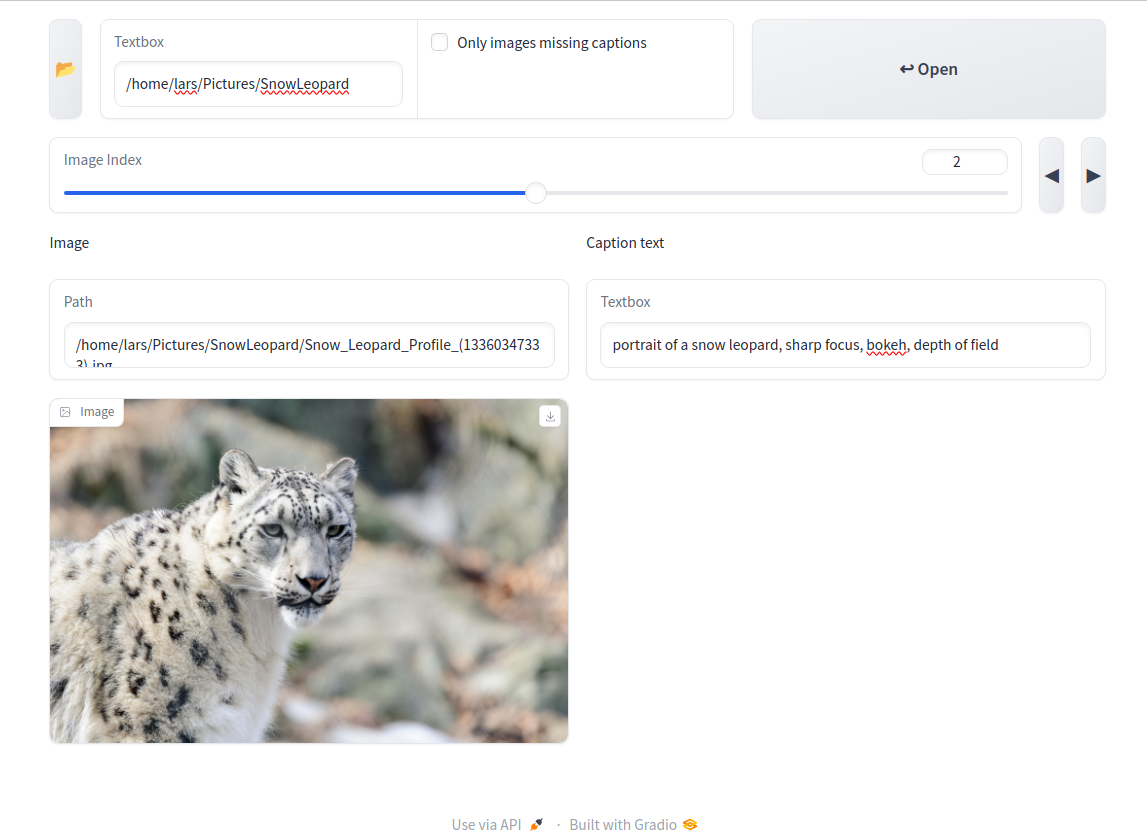 Textbox
/home/lars/Pictures/SnowLeopard
Only images missing captions
↩ Open
Image Index
2
Image
Caption text
Path
/home/lars/Pictures/SnowLeopard/Snow_Leopard_Profile_(1336034733
3).jpg
Textbox
portrait of a snow leopard, sharp focus, bokeh, depth of field
Image
Use via API 🚀 · Built with Gradio